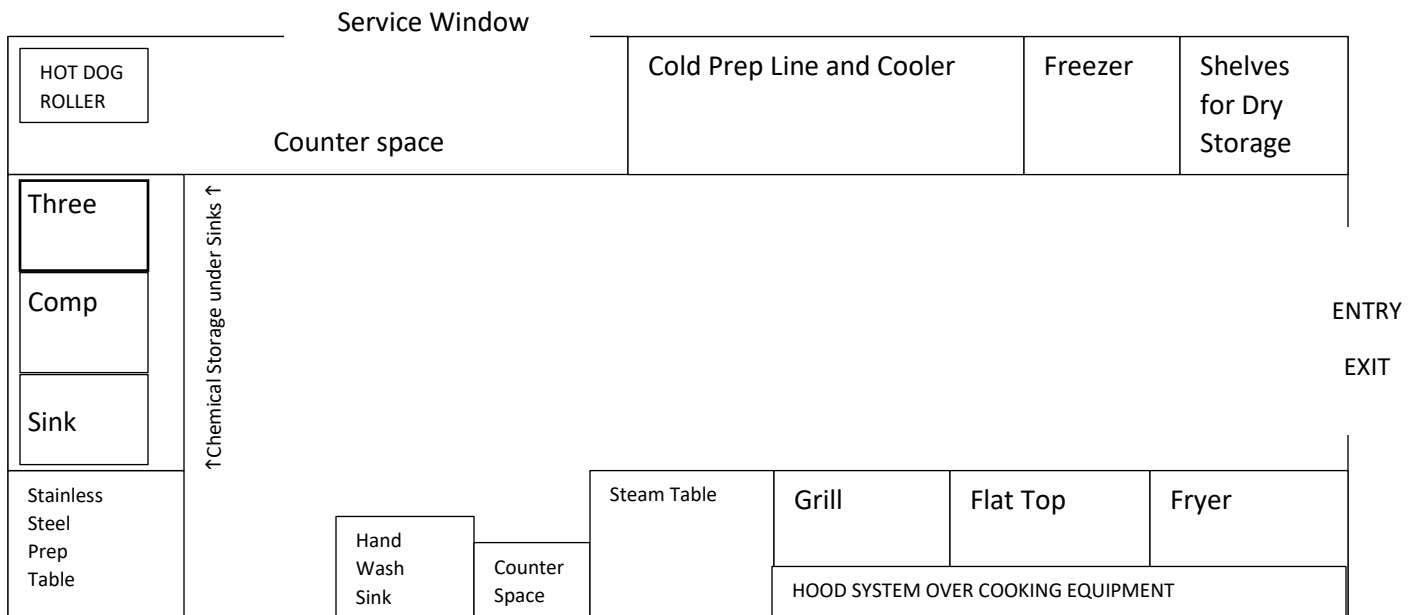 Service Window
HOT DOG
ROLLER
Counter space
Cold Prep Line and Cooler
Freezer
Shelves
for Dry
Storage
Three
Comp
Sink
↑Chemical Storage under Sinks ↑
ENTRY
EXIT
Stainless
Steel
Prep
Table
Hand
Wash
Sink
Counter
Space
Steam Table
Grill
Flat Top
Fryer
HOOD SYSTEM OVER COOKING EQUIPMENT